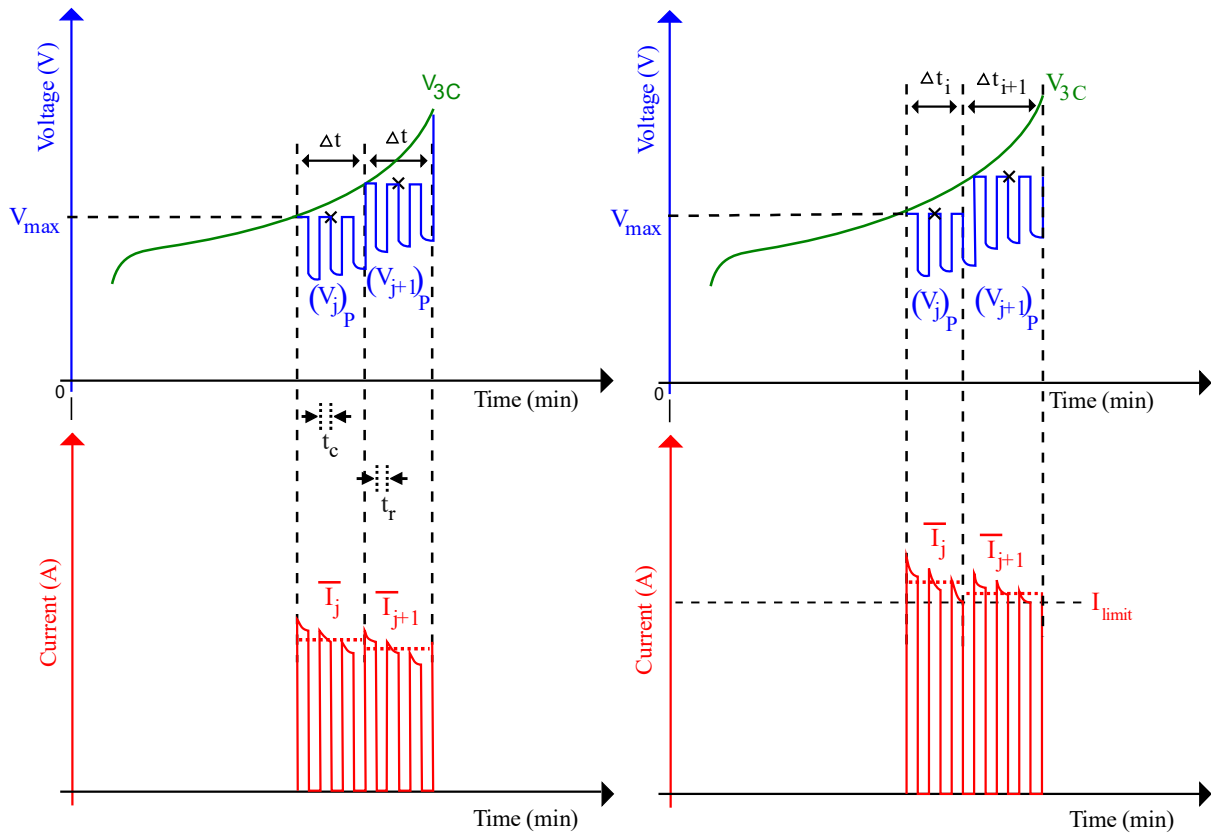 Voltage (V)
V3C
Δt Δt
Vmax
(Vj)P (Vj+1)P
0
Time (min)
tc
tr
Current (A)
Ij Ij+1
Time (min)
Voltage (V)
Δti Δti+1 V3C
Vmax
(Vj)P (Vj+1)P
0
Time (min)
Current (A)
Ij Ij+1
Ilimit
Time (min)